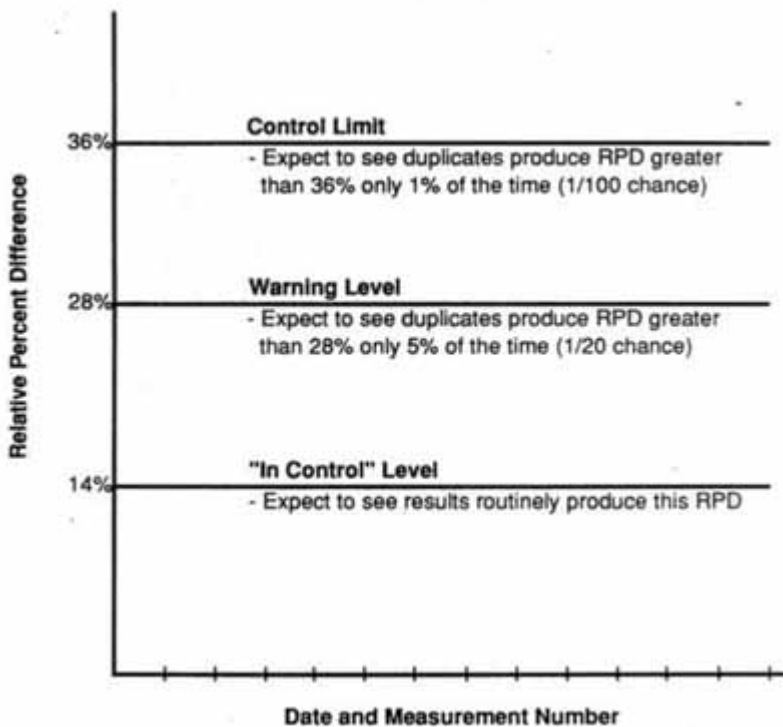 Control Limit
36%
- Expect to see duplicates produce RPD greater
than 36% only 1% of the time (1/100 chance)
Warning Level
28%
- Expect to see duplicates produce RPD greater
than 28% only 5% of the time (1/20 chance)
"In Control" Level
14%
- Expect to see results routinely produce this RPD
Relative Percent Difference
Date and Measurement Number